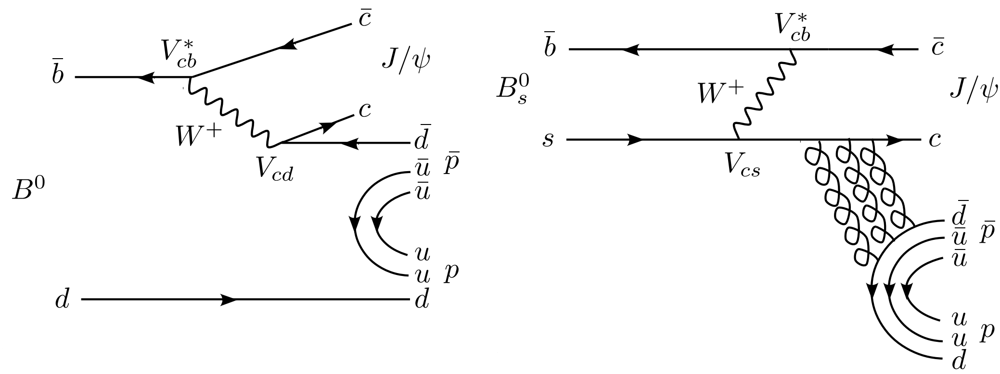 c̄
V*cb
J/ψ
b̄
c
W⁺
d̄
Vcd
ū p̄
B⁰
ū
u
u p
d d
V*cb
b̄ c̄
W⁺
B⁰s
J/ψ
s c
Vcs
d̄
ū p̄
ū
u
u p
d